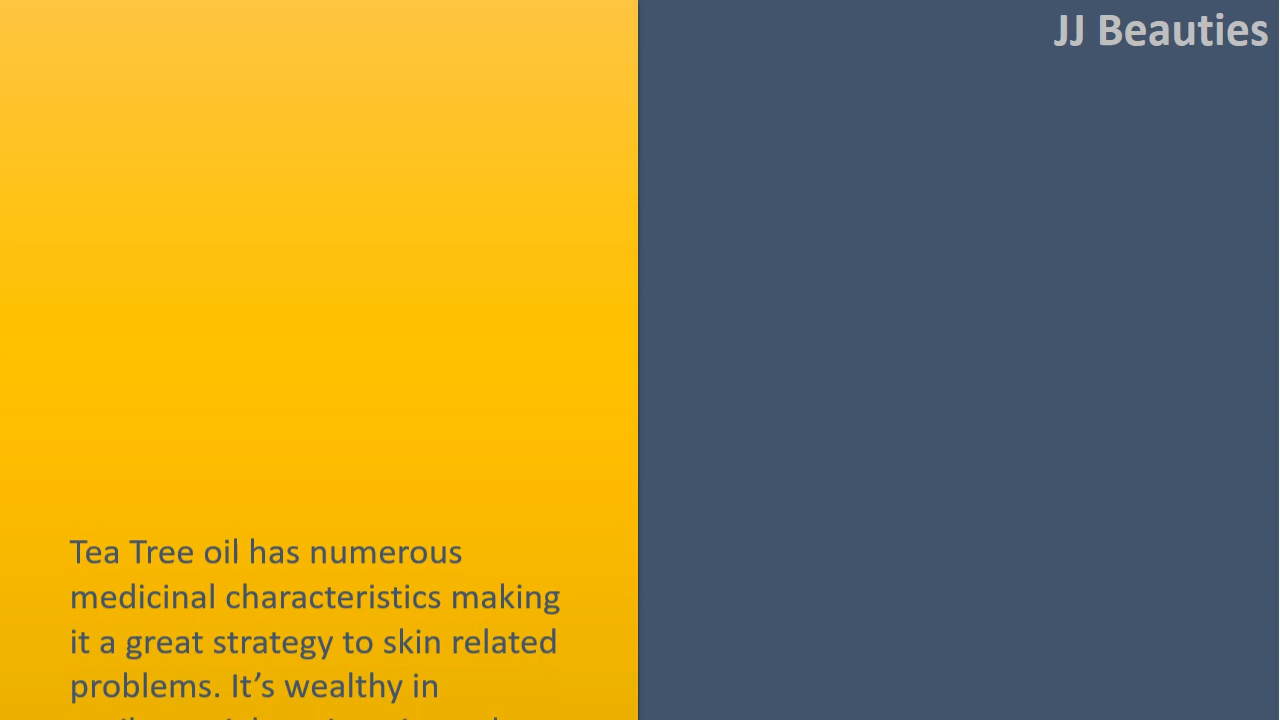 JJ Beauties
Tea Tree oil has numerous
medicinal characteristics making
it a great strategy to skin related
problems. It’s wealthy in